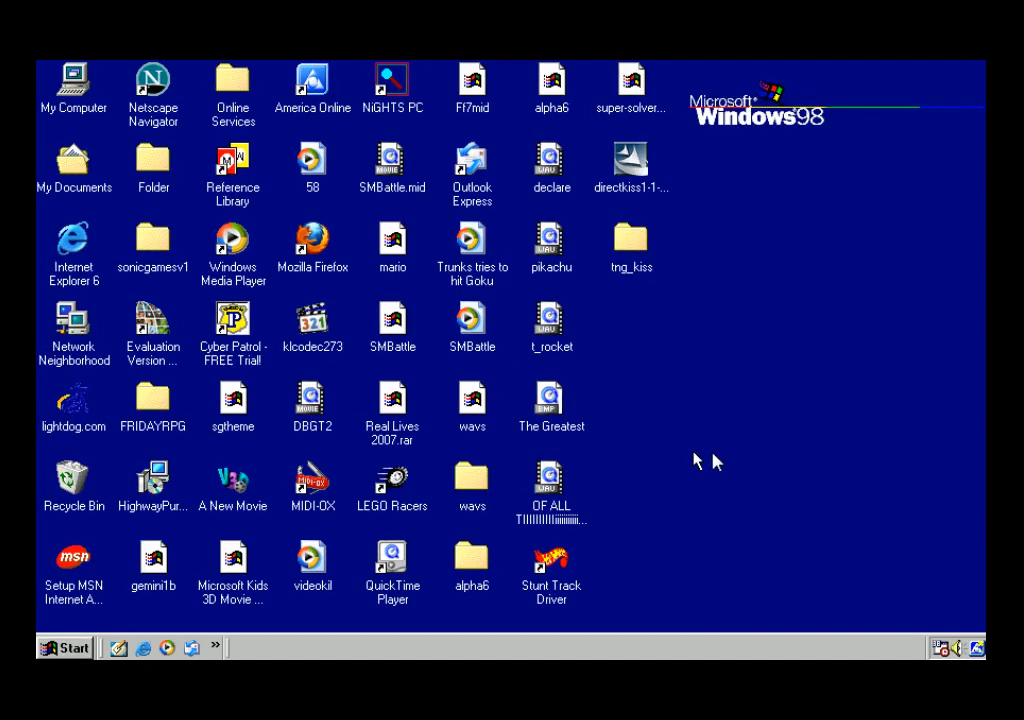 My Computer
Netscape
Navigator
Online
Services
America Online
NiGHTS PC
Ff7mid
alpha6
super-solver...
Microsoft
Windows98
My Documents
Folder
Reference
Library
58
SMBattle.mid
Outlook
Express
declare
directkiss1-1-...
Internet
Explorer 6
sonicgamesv1
Windows
Media Player
Mozilla Firefox
mario
Trunks tries to
hit Goku
pikachu
tng_kiss
Network
Neighborhood
Evaluation
Version ...
Cyber Patrol -
FREE Trial!
klcodec273
SMBattle
SMBattle
t_rocket
lightdog.com
FRIDAYRPG
sgtheme
DBGT2
Real Lives
2007.rar
wavs
The Greatest
Recycle Bin
HighwayPur...
A New Movie
MIDI-OX
LEGO Racers
wavs
OF ALL
Setup MSN
Internet A...
gemini1b
Microsoft Kids
3D Movie ...
videokil
QuickTime
Player
alpha6
Stunt Track
Driver
Start